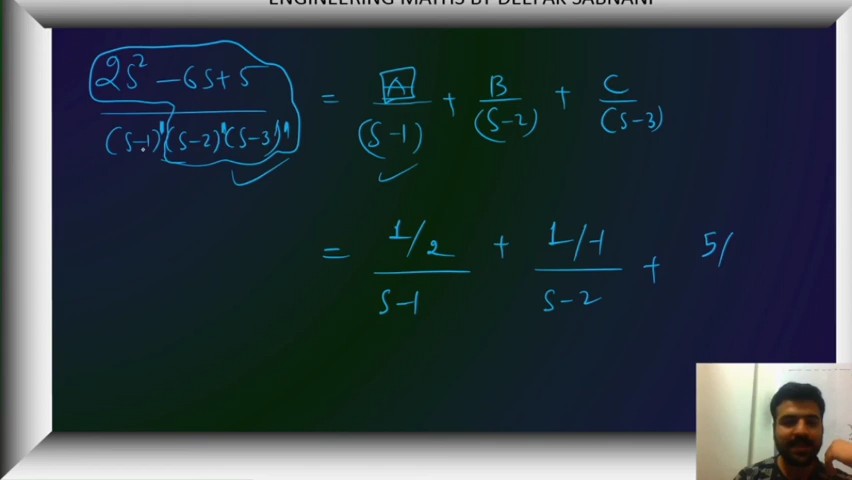 ENGINEERING MATHS BY DEEPAK SABNANI
2s² - 6s + 5 / (s-1)(s-2)(s-3) = A / (s-1) + B / (s-2) + C / (s-3)
= 1/2 / s-1 + 1/-1 / s-2 + 5/